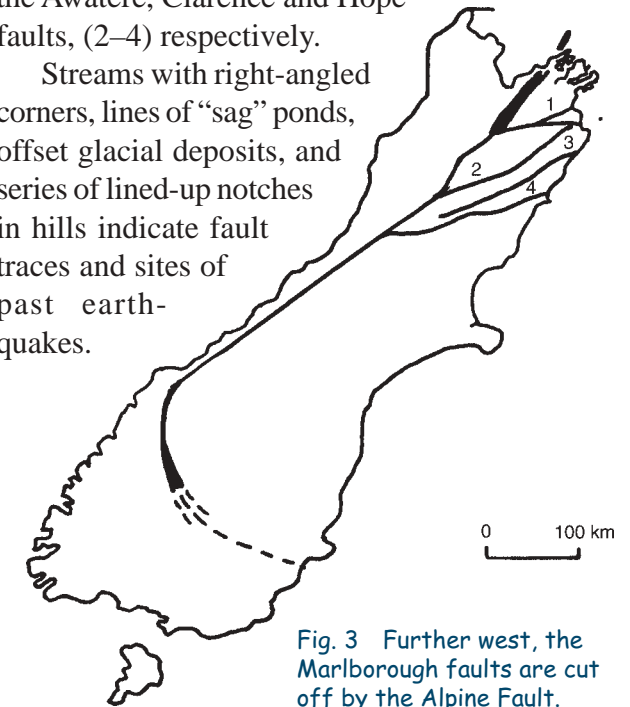 the Awatere, Clarence and Hope
faults, (2–4) respectively.
Streams with right-angled
corners, lines of “sag” ponds,
offset glacial deposits, and
series of lined-up notches
in hills indicate fault
traces and sites of
past earth-
quakes.
1
3
2
4
0 100 km
Fig. 3 Further west, the
Marlborough faults are cut
off by the Alpine Fault.